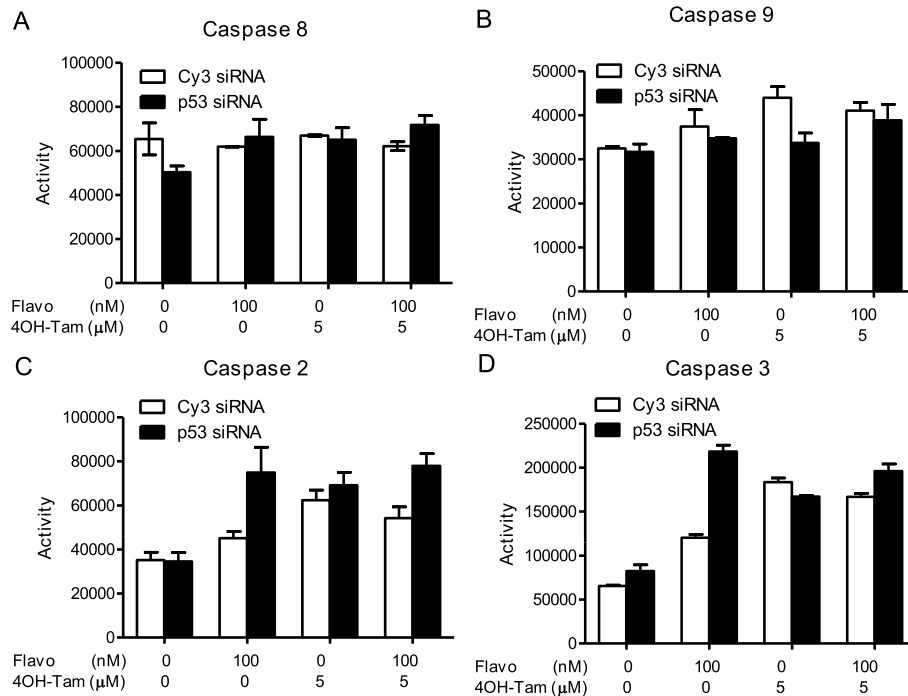 A
Caspase 8
Cy3 siRNA
p53 siRNA
Activity
100000
80000
60000
40000
20000
0
Flavo (nM) 0 100 0 100
4OH-Tam (μM) 0 0 5 5
B
Caspase 9
Cy3 siRNA
p53 siRNA
Activity
50000
40000
30000
20000
10000
0
Flavo (nM) 0 100 0 100
4OH-Tam (μM) 0 0 5 5
C
Caspase 2
Cy3 siRNA
p53 siRNA
Activity
100000
80000
60000
40000
20000
0
Flavo (nM) 0 100 0 100
4OH-Tam (μM) 0 0 5 5
D
Caspase 3
Cy3 siRNA
p53 siRNA
Activity
250000
200000
150000
100000
50000
0
Flavo (nM) 0 100 0 100
4OH-Tam (μM) 0 0 5 5